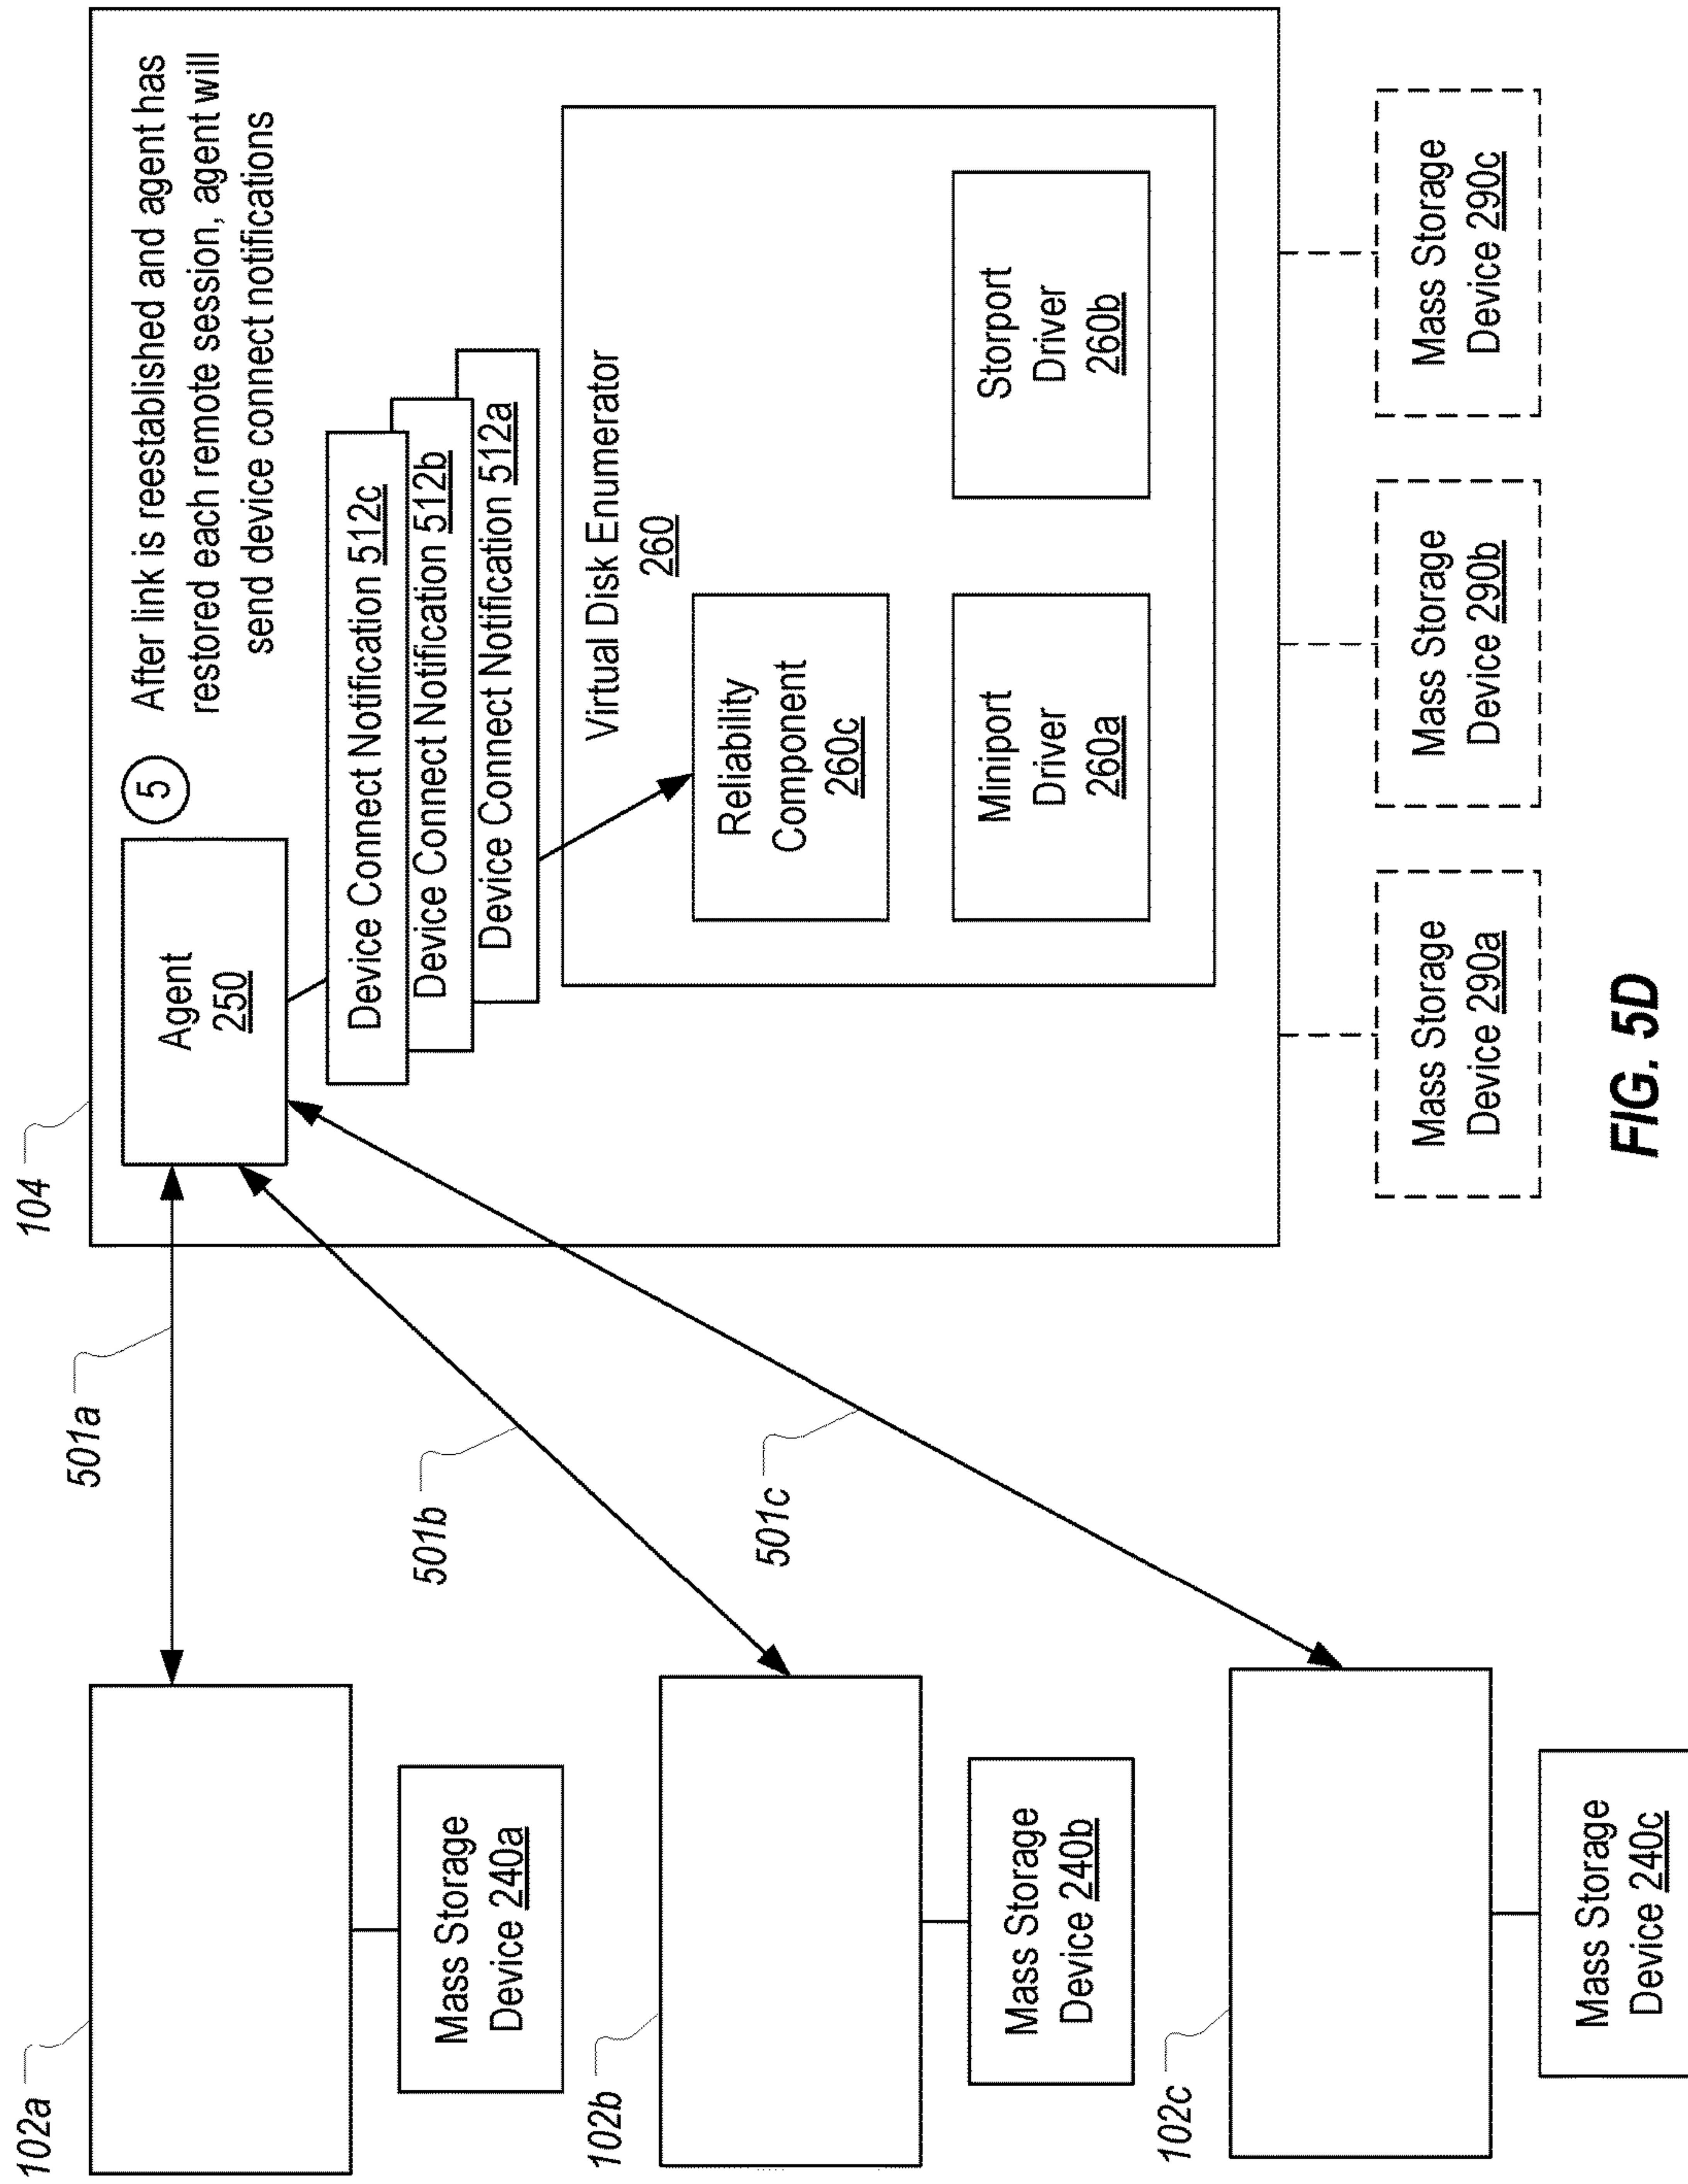 102a
501a
104
Agent
250
5
After link is reestablished and agent has
restored each remote session, agent will
send device connect notifications
Device Connect Notification 512c
Device Connect Notification 512b
Device Connect Notification 512a
Mass Storage
Device 240a
501b
Virtual Disk Enumerator
260
Reliability
Component
260c
102b
501c
Miniport
Driver
260a
Storport
Driver
260b
Mass Storage
Device 240b
102c
Mass Storage
Device 290a
Mass Storage
Device 290b
Mass Storage
Device 290c
Mass Storage
Device 240c
FIG. 5D